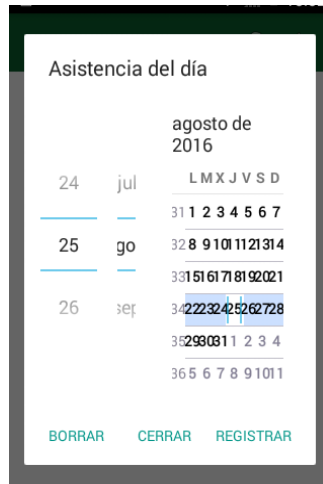 Asistencia del día
agosto de
2016
24 jul
25 ago
26 sep
L M X J V S D
31 1 2 3 4 5 6 7
32 8 9 10 11 12 13 14
33 15 16 17 18 19 20 21
34 22 23 24 25 26 27 28
35 29 30 31 1 2 3 4
36 5 6 7 8 9 10 11
BORRAR CERRAR REGISTRAR